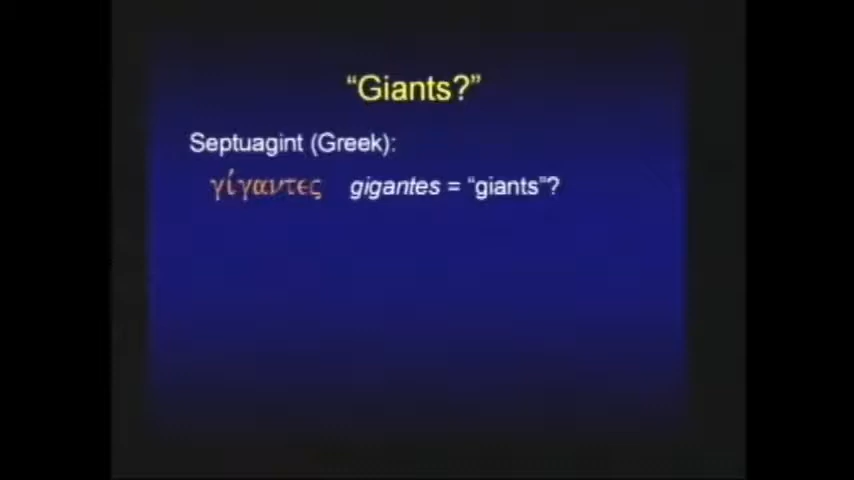 “Giants?”
Septuagint (Greek):
γίγαντες gigantes = “giants”?